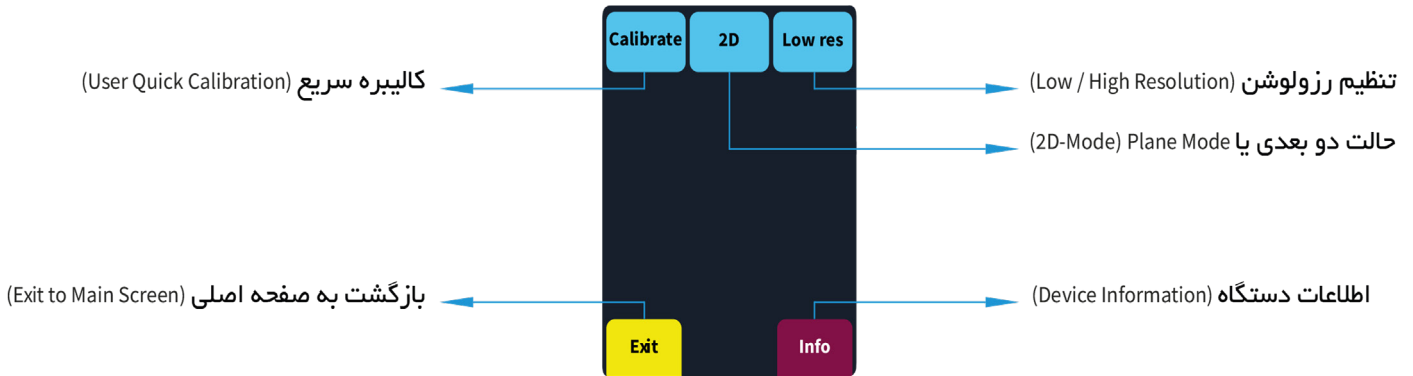 Calibrate 2D Low res
کالیبره سریع (User Quick Calibration)
تنظیم رزولوشن (Low / High Resolution)
حالت دو بعدی یا Plane Mode (2D-Mode)
بازگشت به صفحه اصلی (Exit to Main Screen)
اطلاعات دستگاه (Device Information)
Exit Info